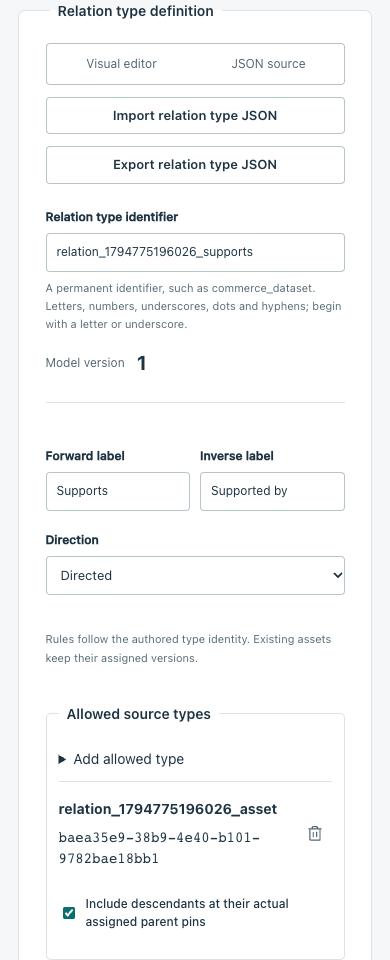 Relation type definition
Visual editor
JSON source
Import relation type JSON
Export relation type JSON
Relation type identifier
relation_1794775196026_supports
A permanent identifier, such as commerce_dataset.
Letters, numbers, underscores, dots and hyphens; begin
with a letter or underscore.
Model version 1
Forward label
Inverse label
Supports
Supported by
Direction
Directed
Rules follow the authored type identity. Existing assets
keep their assigned versions.
Allowed source types
Add allowed type
relation_1794775196026_asset
baea35e9-38b9-4e40-b101-
9782bae18bb1
Include descendants at their actual
assigned parent pins